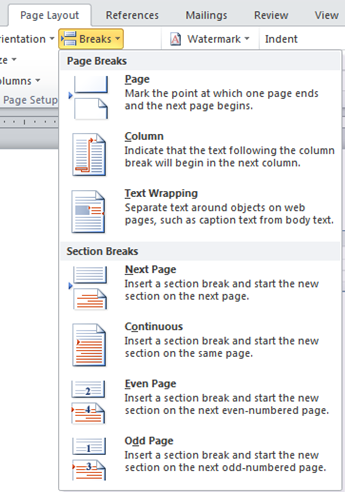 Page Layout References Mailings Review View
rientation Breaks Watermark Indent
ze
olumns
Page Setup
Page Breaks
Page
Mark the point at which one page ends
and the next page begins.
Column
Indicate that the text following the column
break will begin in the next column.
Text Wrapping
Separate text around objects on web
pages, such as caption text from body text.
Section Breaks
Next Page
Insert a section break and start the new
section on the next page.
Continuous
Insert a section break and start the new
section on the same page.
2
4
Even Page
Insert a section break and start the new
section on the next even-numbered page.
1
3
Odd Page
Insert a section break and start the new
section on the next odd-numbered page.